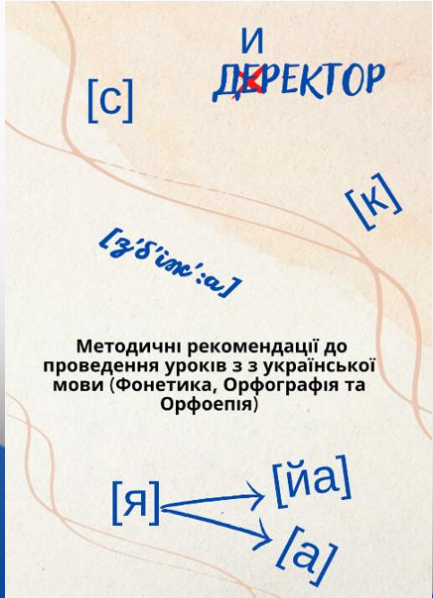 И
ДЕРЕКТОР
[с]
[к]
[з'б'іж':а]
Методичні рекомендації до
проведення уроків з з української
мови (Фонетика, Орфографія та
Орфоепія)
[я]
[йа]
[а]